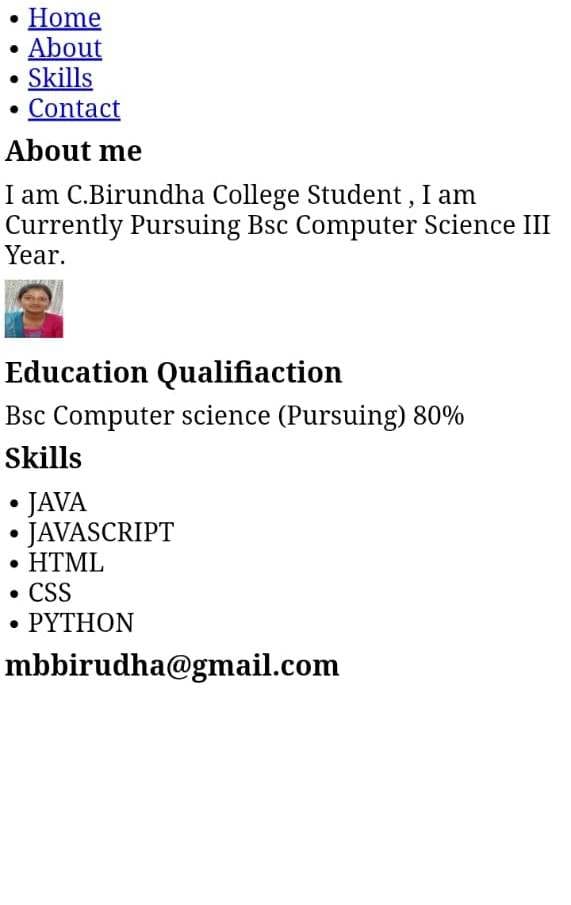 • Home
• About
• Skills
• Contact
About me
I am C.Birundha College Student , I am
Currently Pursuing Bsc Computer Science III
Year.
Education Qualifiaction
Bsc Computer science (Pursuing) 80%
Skills
• JAVA
• JAVASCRIPT
• HTML
• CSS
• PYTHON
mbbirudha@gmail.com